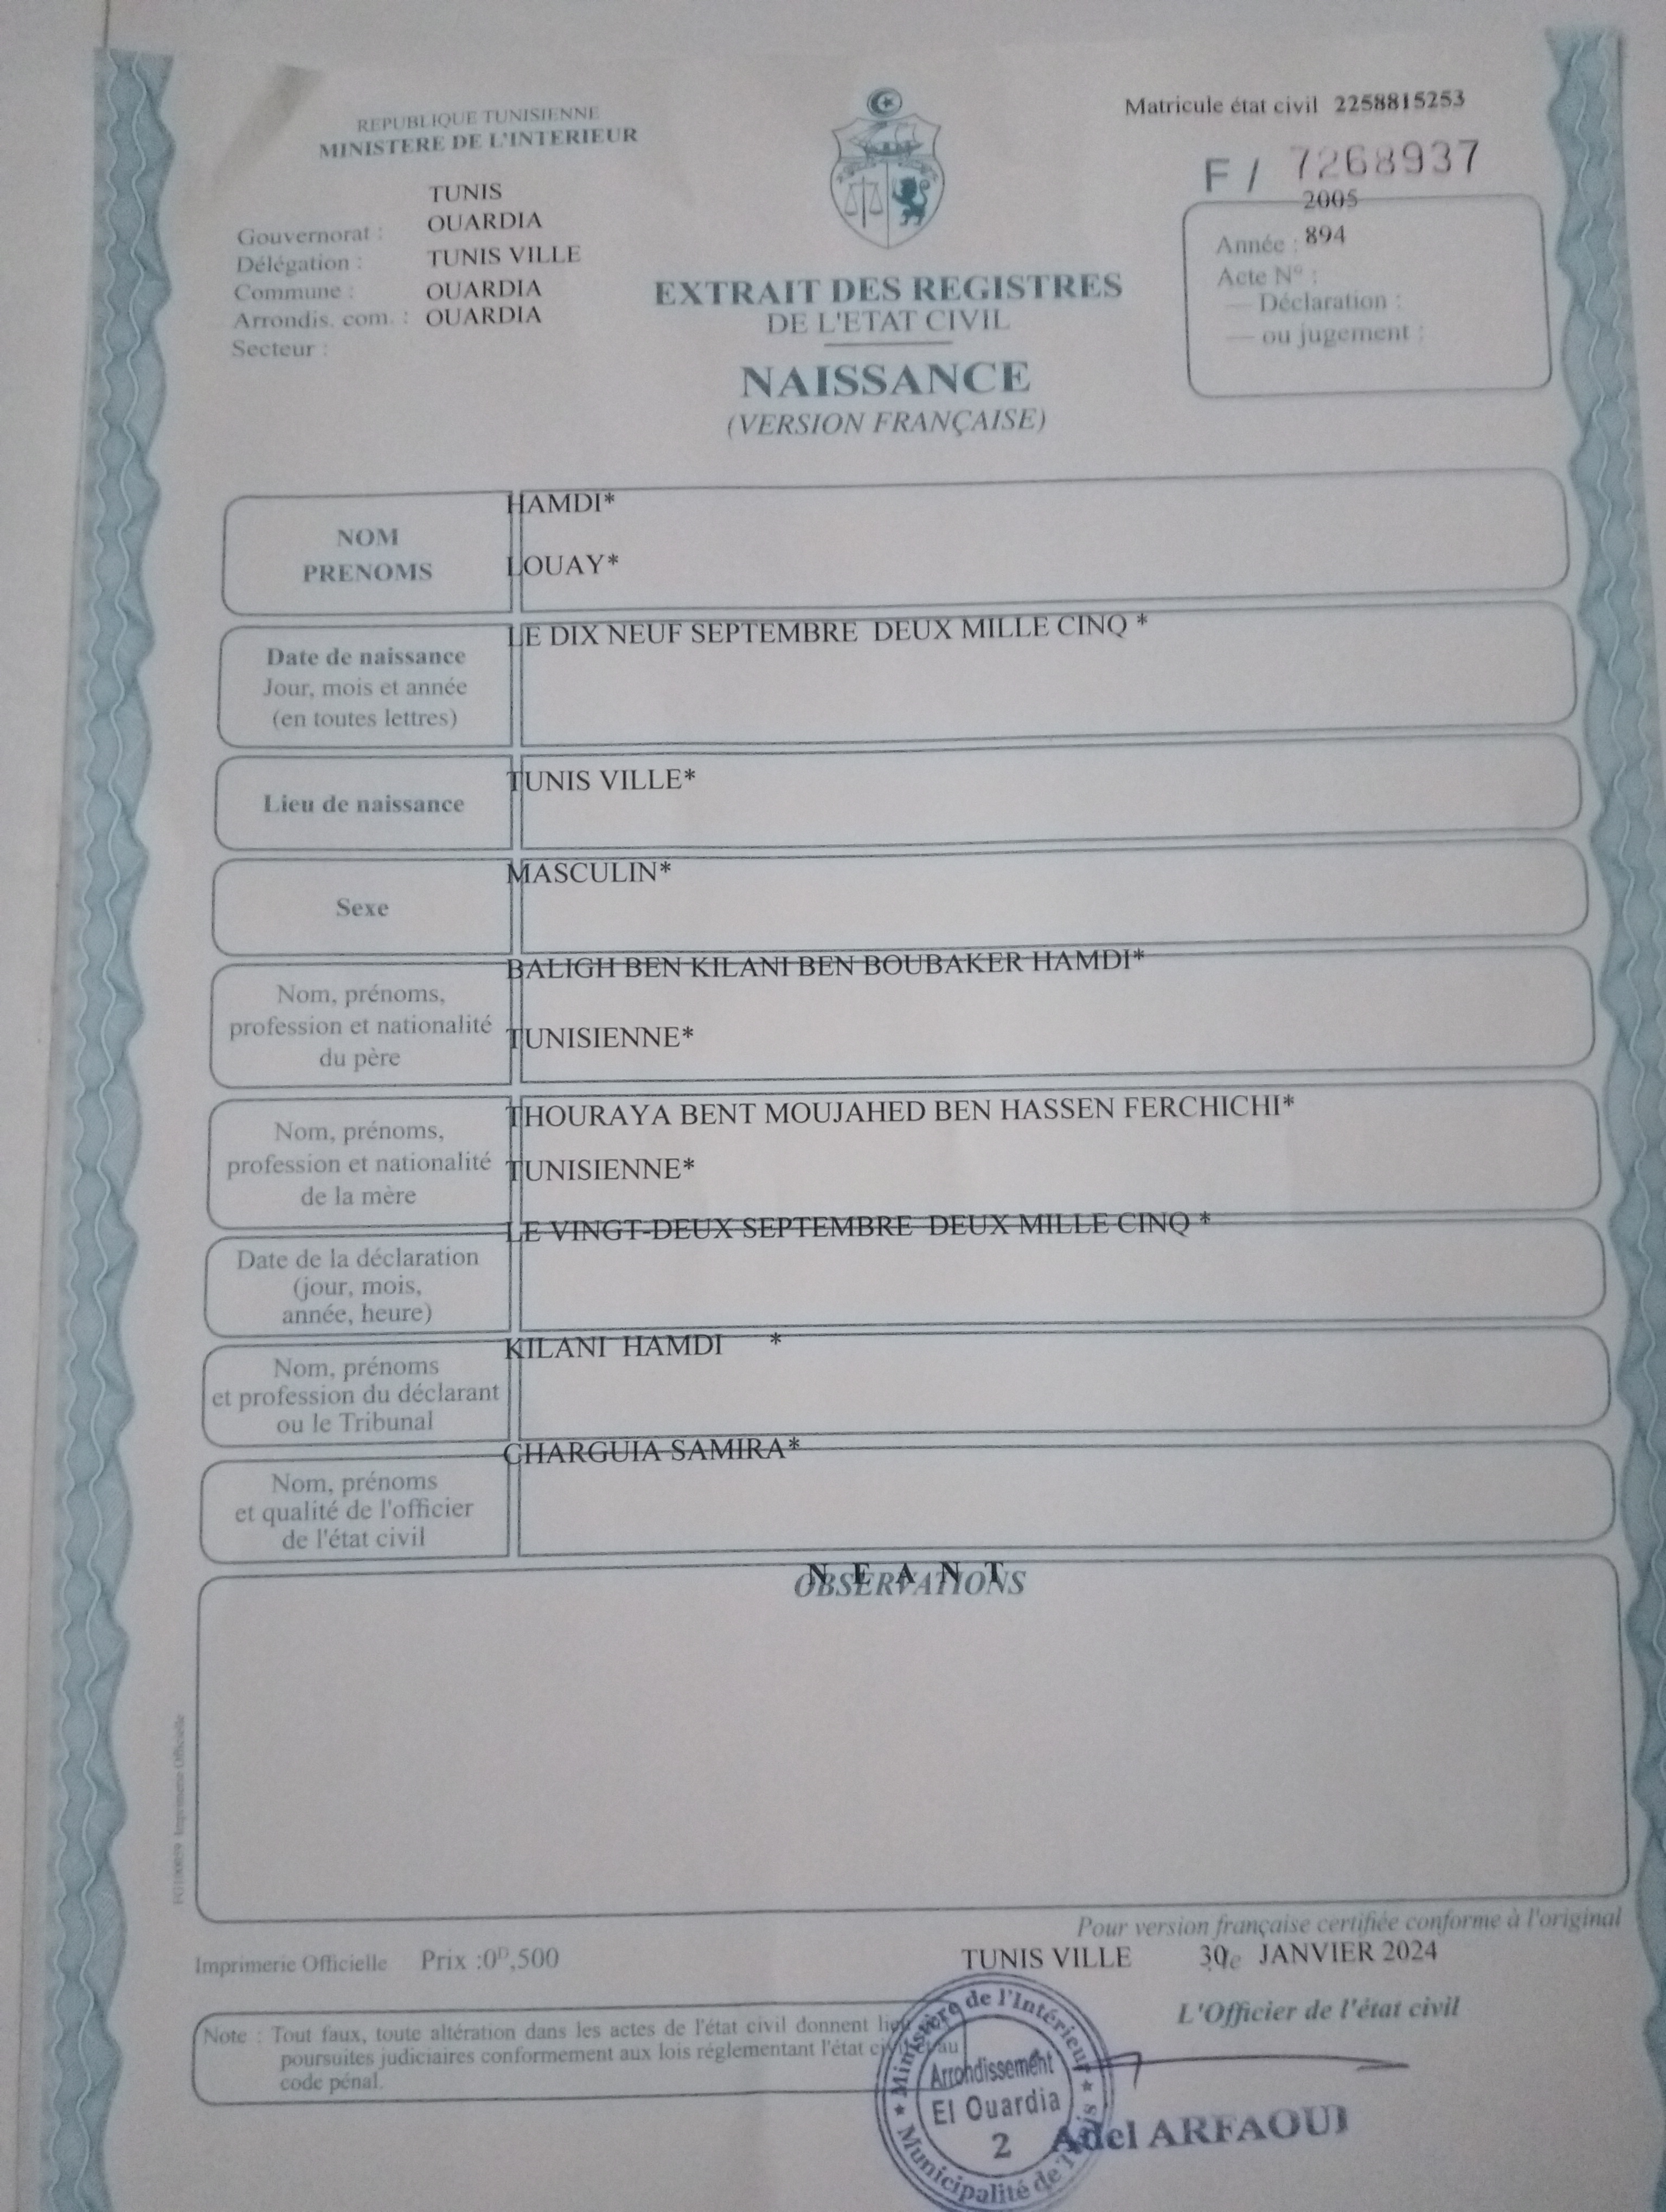 REPUBLIQUE TUNISIENNE
MINISTERE DE L'INTERIEUR
Matricule état civil 2258815253
F / 7268937
TUNIS
Gouvernorat : OUARDIA
Délégation : TUNIS VILLE
Commune : OUARDIA
Arrondis. com. : OUARDIA
Secteur :
2005
Année : 894
Acte N° :
— Déclaration :
— ou jugement :
EXTRAIT DES REGISTRES
DE L'ETAT CIVIL
NAISSANCE
(VERSION FRANÇAISE)
HAMDI*
NOM
PRENOMS
LOUAY*
LE DIX NEUF SEPTEMBRE DEUX MILLE CINQ *
Date de naissance
Jour, mois et année
(en toutes lettres)
TUNIS VILLE*
Lieu de naissance
MASCULIN*
Sexe
BALIGH BEN KILANI BEN BOUBAKER HAMDI*
Nom, prénoms,
profession et nationalité
du père
TUNISIENNE*
THOURAYA BENT MOUJAHED BEN HASSEN FERCHICHI*
Nom, prénoms,
profession et nationalité
de la mère
TUNISIENNE*
LE VINGT-DEUX SEPTEMBRE DEUX MILLE CINQ *
Date de la déclaration
(jour, mois,
année, heure)
KILANI HAMDI *
Nom, prénoms
et profession du déclarant
ou le Tribunal
CHARGUIA SAMIRA*
Nom, prénoms
et qualité de l'officier
de l'état civil
N E A N T
OBSERVATIONS
Imprimerie Officielle
Pour version française certifiée conforme à l'original
Imprimerie Officielle Prix :0ᴰ,500
TUNIS VILLE 30 JANVIER 2024
L'Officier de l'état civil
Note : Tout faux, toute altération dans les actes de l'état civil donnent lieu
poursuites judiciaires conformement aux lois réglementant l'état civil et au
code pénal.
Ministère de l'Intérieur
Arrondissement
El Ouardia
2
Municipalité de Tunis
Adel ARFAOUI